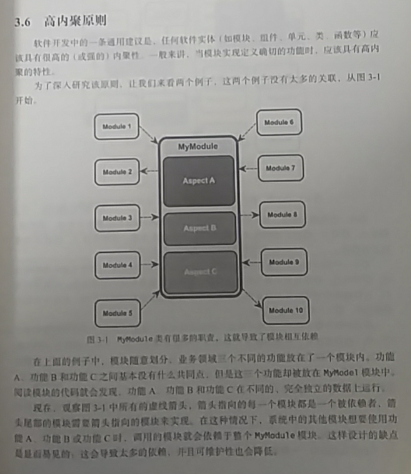 3.6 高内聚原则
软件开发中的一条通用建议是，任何软件实体（如模块、组件、单元、类、函数等）应
该具有很高的（或强的）内聚性。一般来讲，当模块实现定义确切的功能时，应该具有高内
聚的特性。
为了深入研究该原则，让我们来看两个例子，这两个例子没有太多的关联，从图 3-1
开始。
Module 1
Module 6
MyModule
Module 2
Aspect A
Module 7
Module 3
Aspect B
Module 8
Module 4
Aspect C
Module 9
Module 5
Module 10
图 3-1 MyModule 类有很多的职责，这就导致了模块相互依赖
在上面的例子中，模块随意划分，业务领域三个不同的功能放在了一个模块内。功能
A、功能 B 和功能 C 之间基本没有什么共同点，但是这三个功能却被放在 MyModel 模块中。
阅读模块的代码就会发现，功能 A、功能 B 和功能 C 在不同的、完全独立的数据上运行。
现在，观察图 3-1 中所有的虚线箭头，箭头指向的每一个模块都是一个被依赖者，箭
头尾部的模块需要箭头指向的模块来实现。在这种情况下，系统中的其他模块想要使用功
能 A、功能 B 或功能 C 时，调用的模块就会依赖于整个 MyModule 模块。这样设计的缺点
是显而易见的：这会导致太多的依赖，并且可维护性也会降低。